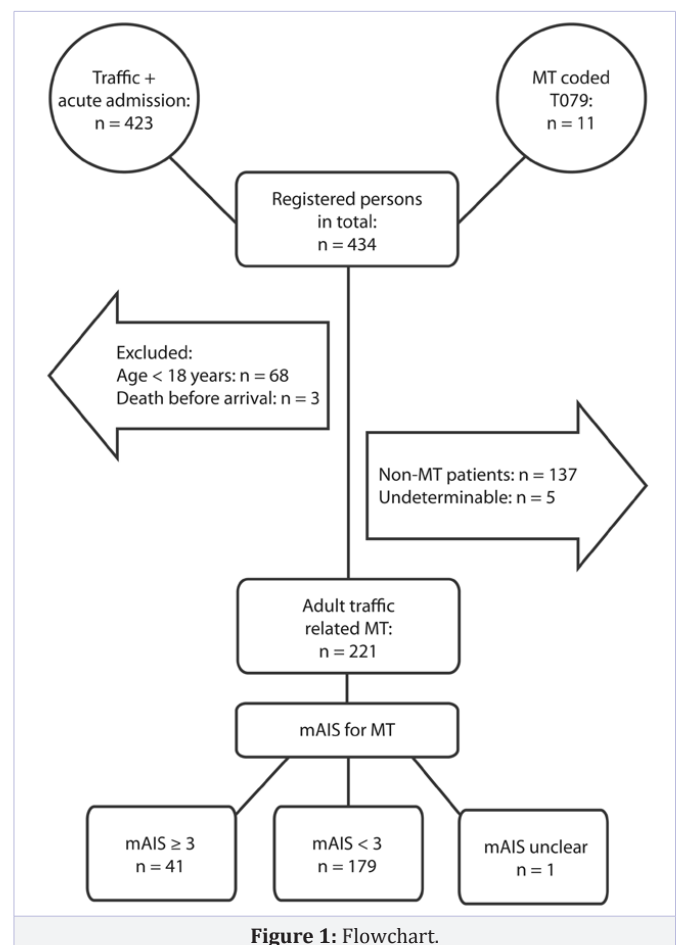 Traffic +
acute admission:
n = 423
MT coded
T079:
n = 11
Registered persons
in total:
n = 434
Excluded:
Age < 18 years: n = 68
Death before arrival: n = 3
Non-MT patients: n = 137
Undeterminable: n = 5
Adult traffic
related MT:
n = 221
mAIS for MT
mAIS ≥ 3
n = 41
mAIS < 3
n = 179
mAIS unclear
n = 1
Figure 1: Flowchart.